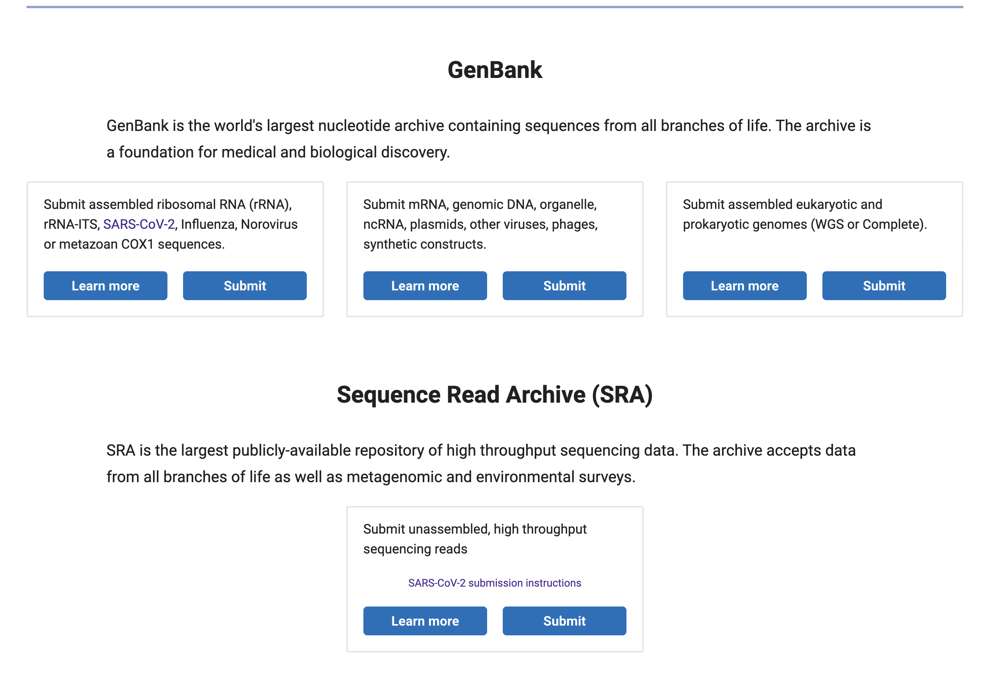 GenBank
GenBank is the world's largest nucleotide archive containing sequences from all branches of life. The archive is
a foundation for medical and biological discovery.
Submit assembled ribosomal RNA (rRNA),
rRNA-ITS, SARS-CoV-2, Influenza, Norovirus
or metazoan COX1 sequences.
Learn more
Submit
Submit mRNA, genomic DNA, organelle,
ncRNA, plasmids, other viruses, phages,
synthetic constructs.
Learn more
Submit
Submit assembled eukaryotic and
prokaryotic genomes (WGS or Complete).
Learn more
Submit
Sequence Read Archive (SRA)
SRA is the largest publicly-available repository of high throughput sequencing data. The archive accepts data
from all branches of life as well as metagenomic and environmental surveys.
Submit unassembled, high throughput
sequencing reads
SARS-CoV-2 submission instructions
Learn more
Submit